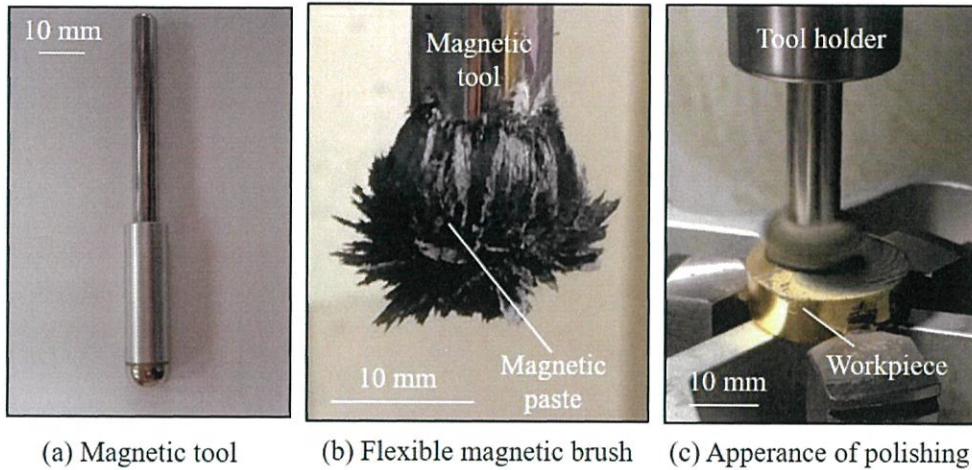 10 mm
Magnetic
tool
Magnetic
paste
10 mm
Tool holder
Workpiece
10 mm
(a) Magnetic tool
(b) Flexible magnetic brush
(c) Apperance of polishing